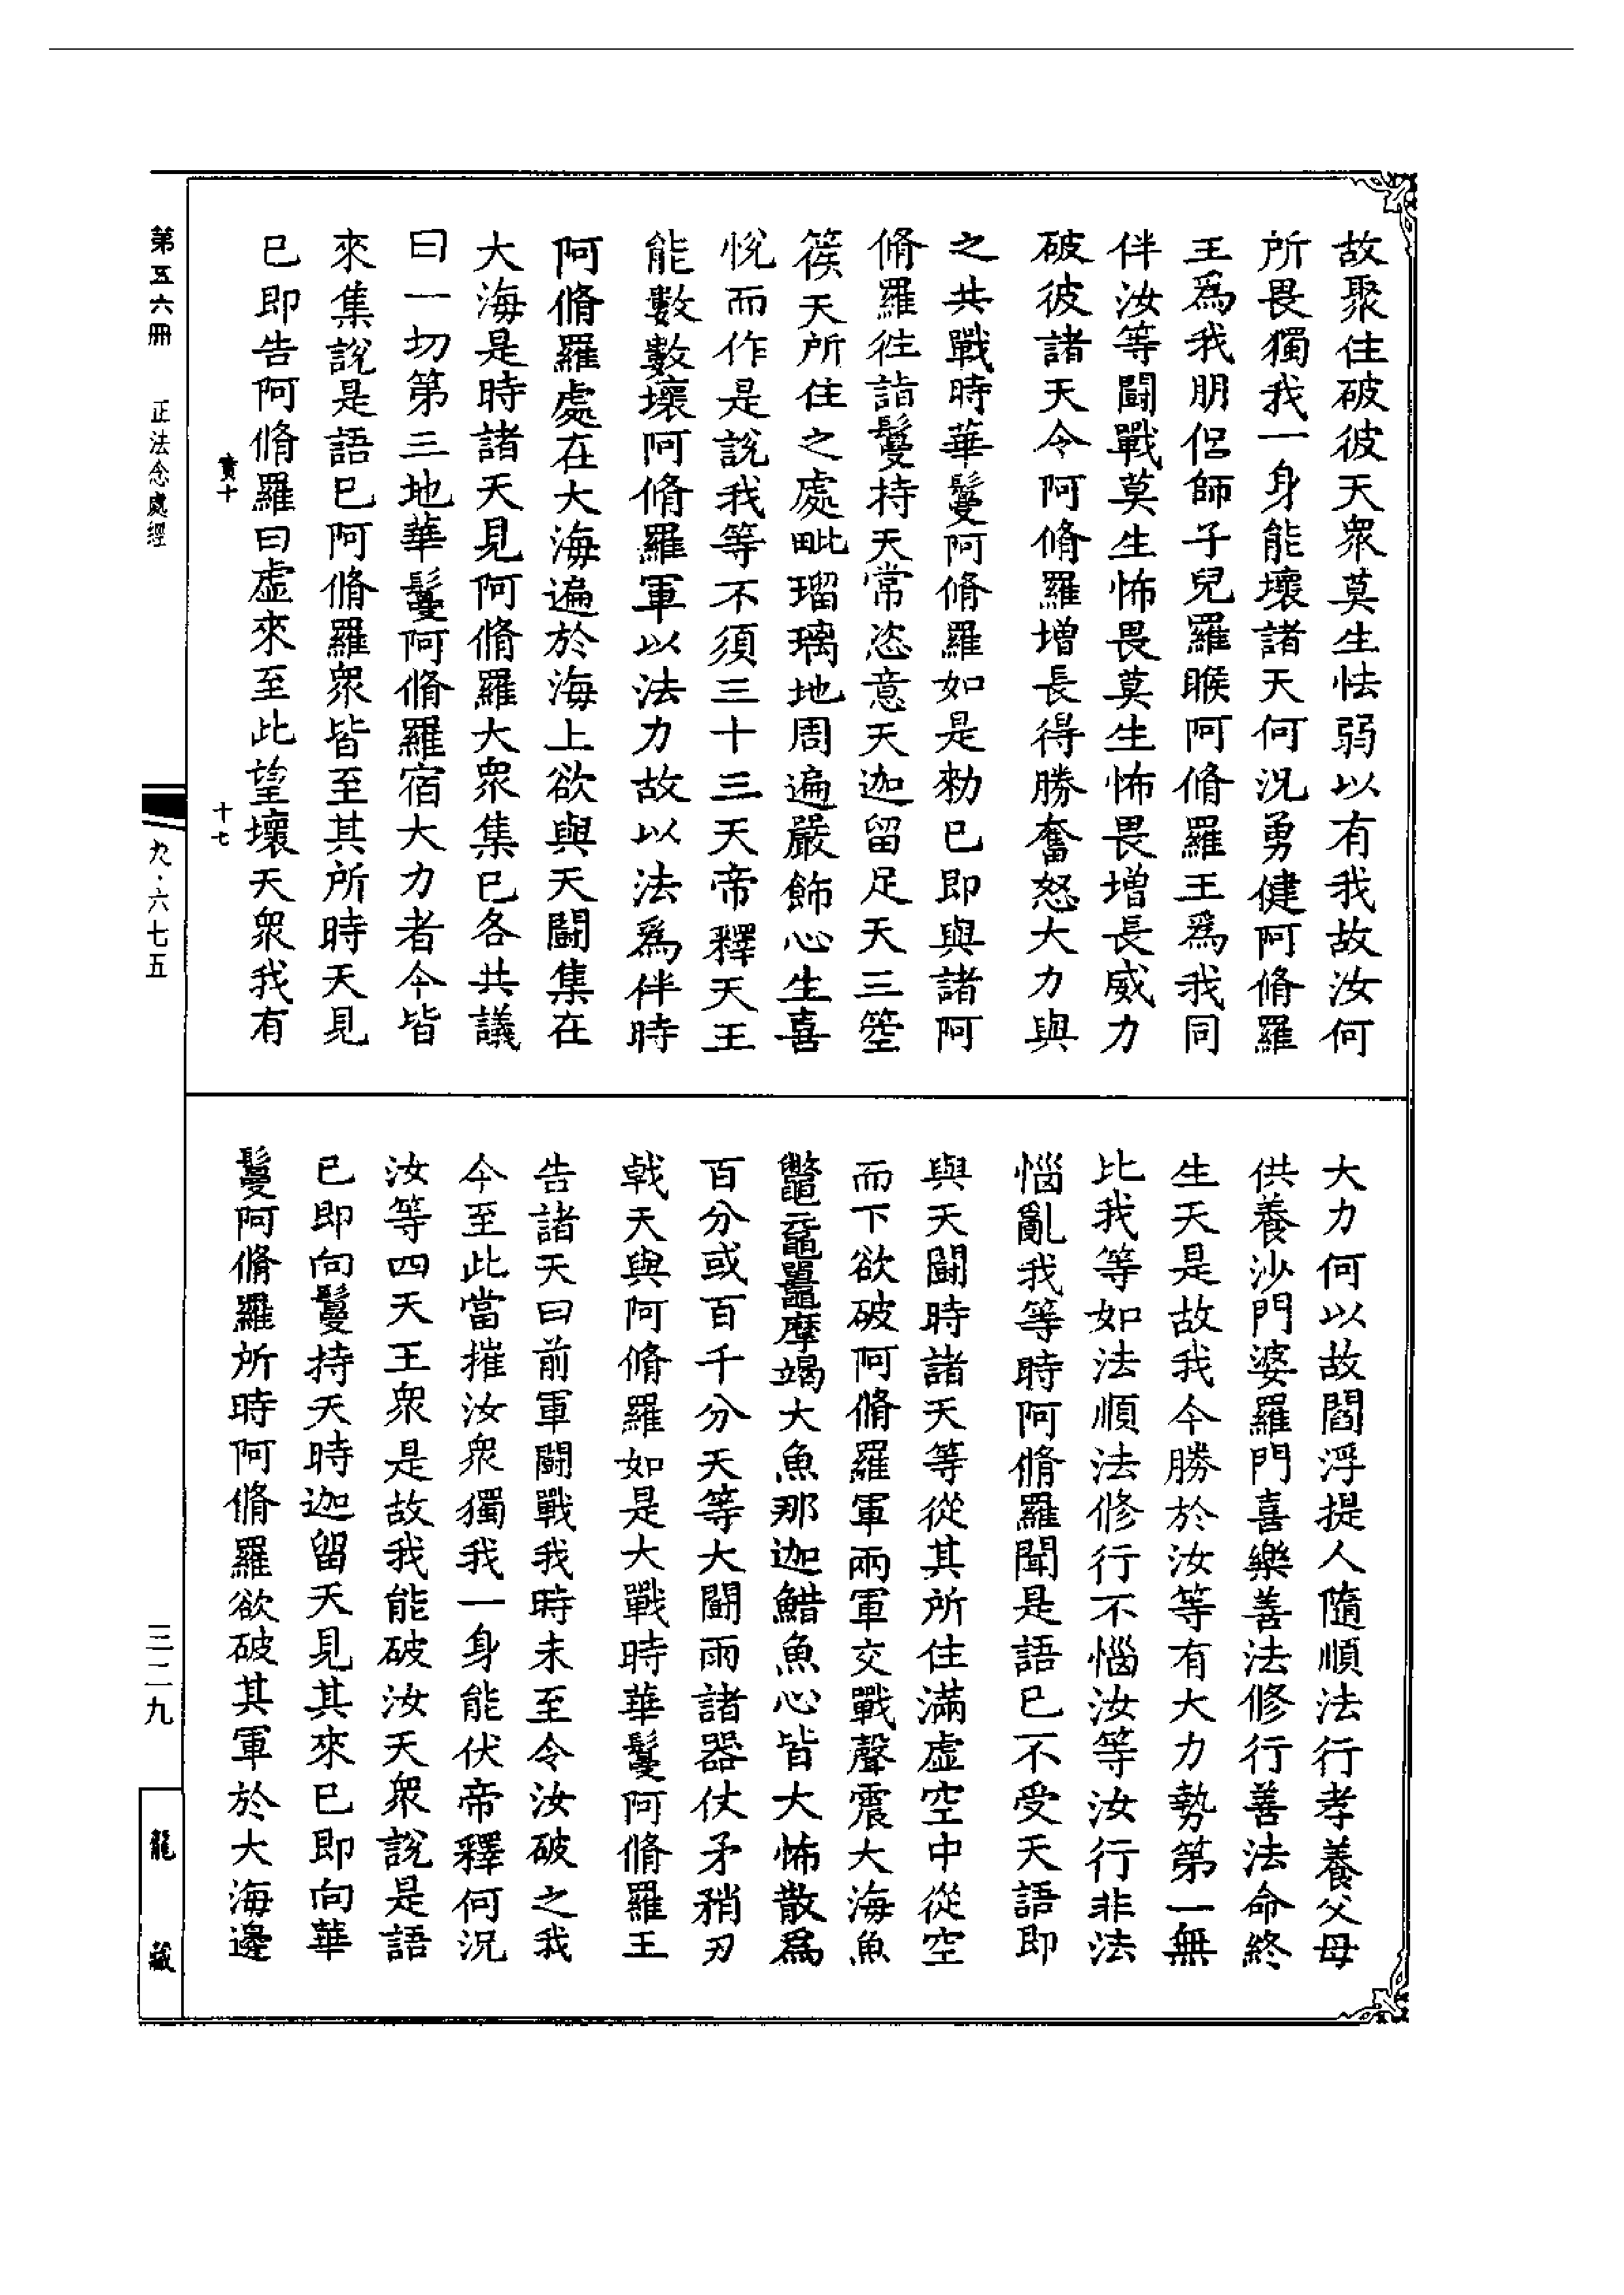 故聚住破彼天衆莫生怯弱以有我故汝何
所畏獨我一身能壞諸天何況勇健阿脩羅
王爲我朋侶師子兒羅睺阿脩羅王爲我同
伴汝等鬪戰莫生怖畏莫生怖畏增長威力
破彼諸天令阿脩羅增長得勝奮怒大力與
之共戰時華鬘阿脩羅如是勑已即與諸阿
脩羅徃詣鬘持天常恣意天迦留足天三箜
篌天所住之處毗瑠璃地周遍嚴飾心生喜
悅而作是說我等不須三十三天帝釋天王
能數數壞阿脩羅軍以法力故以法爲伴時
阿脩羅處在大海遍於海上欲與天鬪集在
大海是時諸天見阿脩羅大衆集已各共議
曰一切第三地華鬘阿脩羅宿大力者今皆
來集說是語已阿脩羅衆皆至其所時天見
已即告阿脩羅曰虛來至此望壞天衆我有
大力何以故閻浮提人隨順法行孝養父母
供養沙門婆羅門喜樂善法修行善法命終
生天是故我今勝於汝等有大力勢第一無
比我等如法順法修行不惱汝等汝行非法
惱亂我等時阿脩羅聞是語已不受天語即
與天鬪時諸天等從其所住滿虛空中從空
而下欲破阿脩羅軍兩軍交戰聲震大海魚
鼈黿鼉摩竭大魚那迦䱜魚心皆大怖散爲
百分或百千分天等大鬪雨諸器仗矛矟刃
戟天與阿脩羅如是大戰時華鬘阿脩羅王
告諸天曰前軍鬪戰我時未至令汝破之我
今至此當摧汝衆獨我一身能伏帝釋何況
汝等四天王衆是故我能破汝天衆說是語
已即向鬘持天時迦留天見其來已即向華
鬘阿脩羅所時阿脩羅欲破其軍於大海邊
寶十
十七
第五六冊
正法念處經
九·六七五
三二九
龍藏